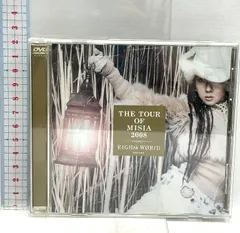 DVD
THE TOUR
OF
MISIA
2008
EIGHTH WORLD